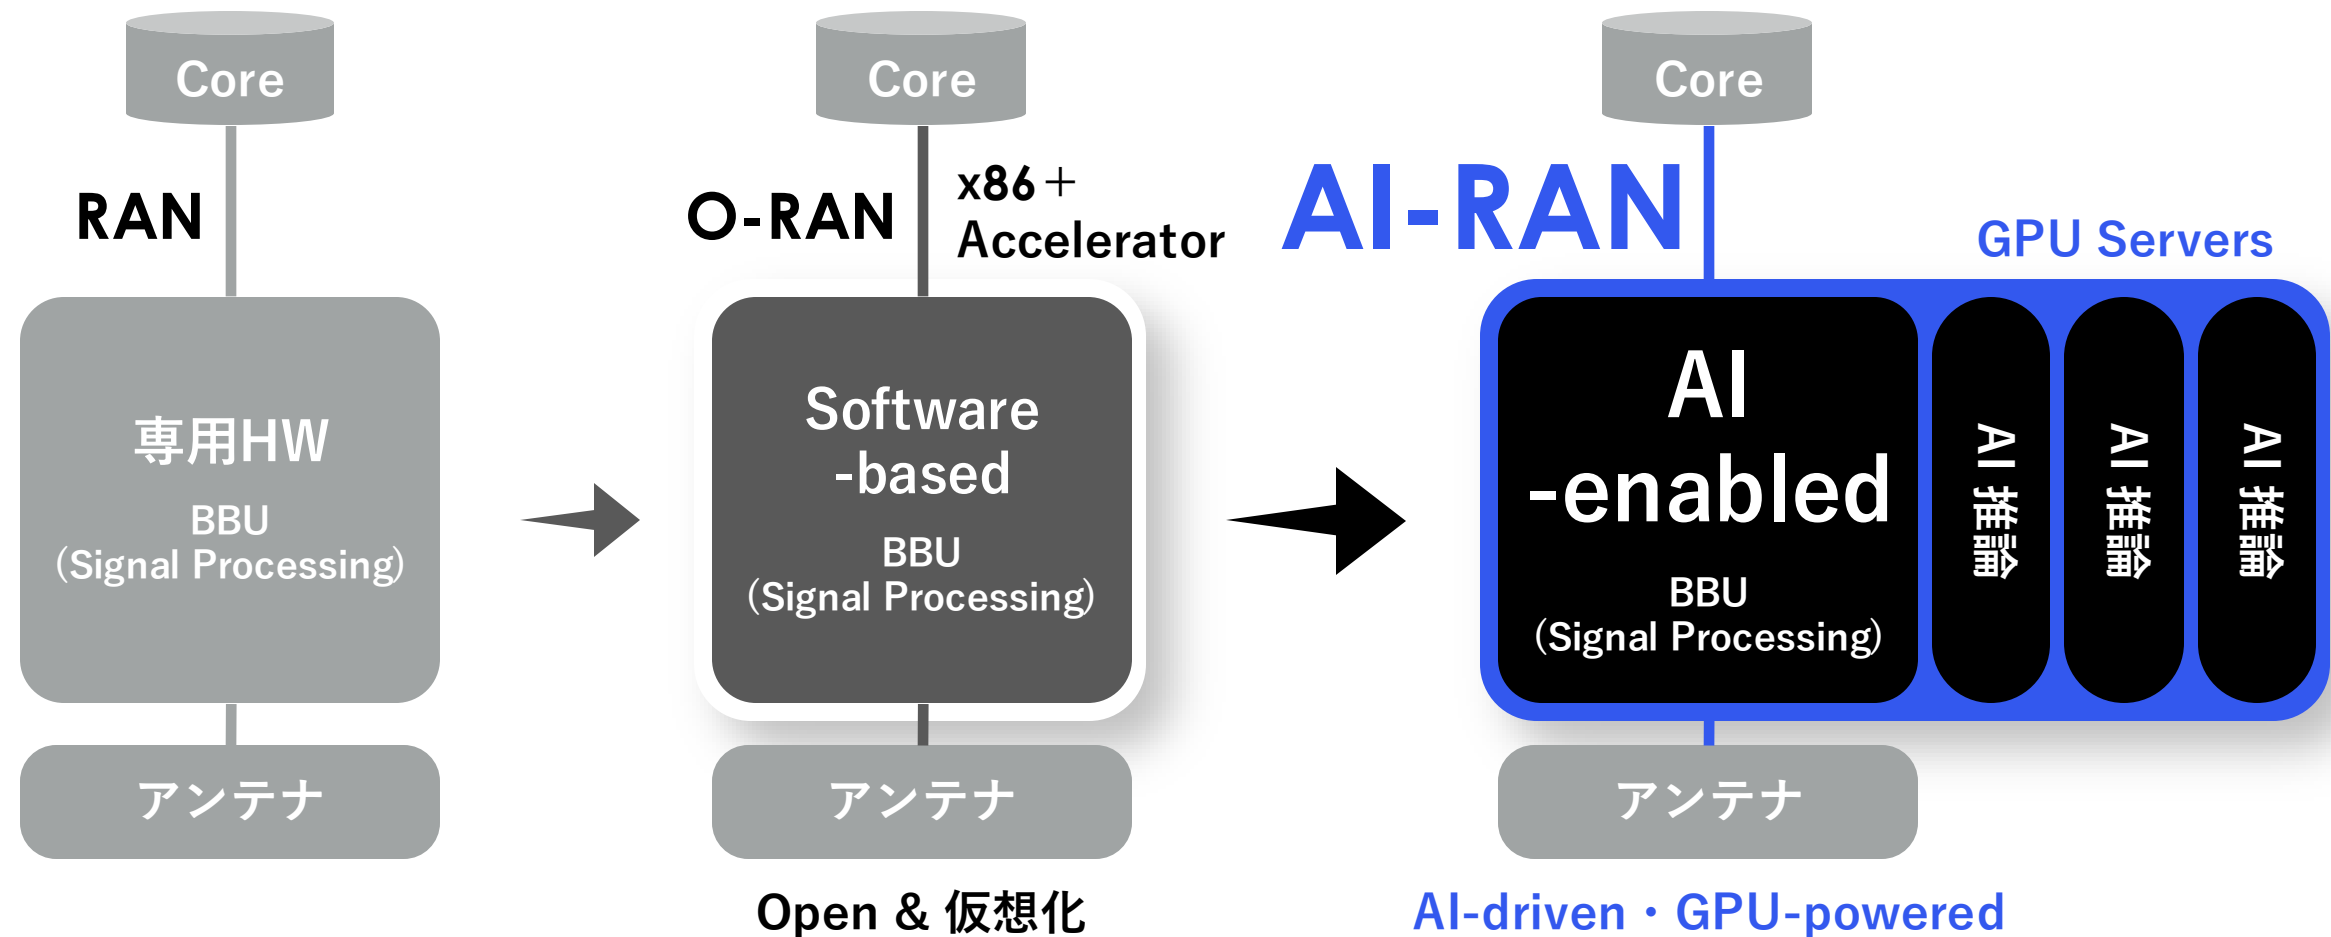 Core
RAN
専用HW
BBU
(Signal Processing)
アンテナ
Core
O-RAN
x86＋
Accelerator
Software
-based
BBU
(Signal Processing)
アンテナ
Open & 仮想化
Core
AI-RAN
GPU Servers
AI
-enabled
BBU
(Signal Processing)
AI 推論
AI 推論
AI 推論
アンテナ
AI-driven・GPU-powered